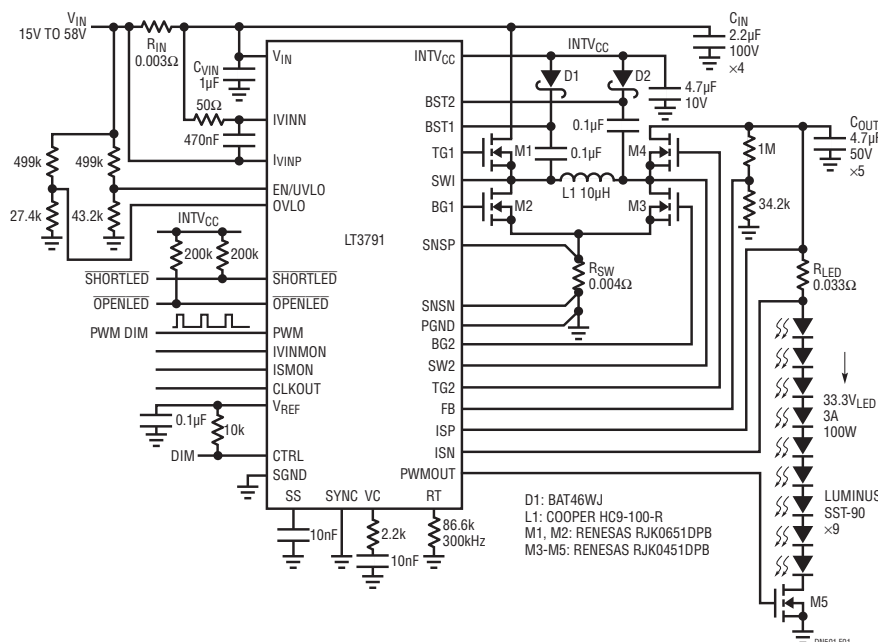 VIN
15V TO 58V
RIN
0.003Ω
CVIN
1µF
50Ω
470nF
499k
499k
27.4k
43.2k
INTVCC
200k
200k
SHORTLED
OPENLED
PWM DIM
0.1µF
10k
DIM
VIN
IVINN
IVINP
EN/UVLO
OVLO
LT3791
SHORTLED
OPENLED
PWM
IVINMON
ISMON
CLKOUT
VREF
CTRL
SGND
SS
SYNC
VC
RT
10nF
2.2k
10nF
86.6k
300kHz
INTVCC
BST2
BST1
TG1
SWI
BG1
SNSP
SNSN
PGND
BG2
SW2
TG2
FB
ISP
ISN
PWMOUT
INTVCC
D1
D2
4.7µF
10V
0.1µF
0.1µF
M1
M4
L1 10µH
M2
M3
RSW
0.004Ω
CIN
2.2µF
100V
×4
COUT
4.7µF
50V
×5
1M
34.2k
RLED
0.033Ω
33.3VLED
3A
100W
LUMINUS
SST-90
×9
M5
D1: BAT46WJ
L1: COOPER HC9-100-R
M1, M2: RENESAS RJK0651DPB
M3-M5: RENESAS RJK0451DPB
DN501 F01